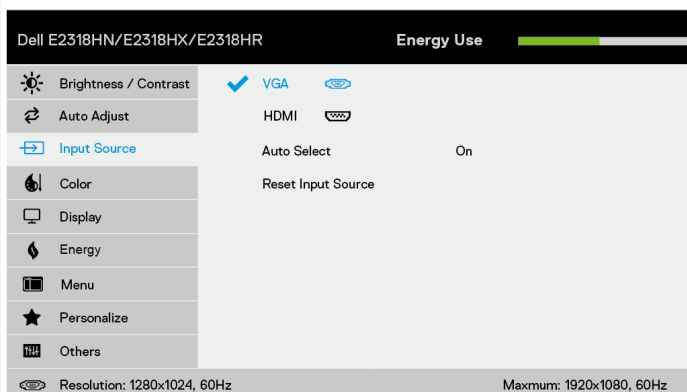 Dell E2318HN/E2318HX/E2318HR Energy Use
Brightness / Contrast VGA
Auto Adjust HDMI
Input Source Auto Select On
Color Reset Input Source
Display
Energy
Menu
Personalize
Others
Resolution: 1280x1024, 60Hz Maxmum: 1920x1080, 60Hz